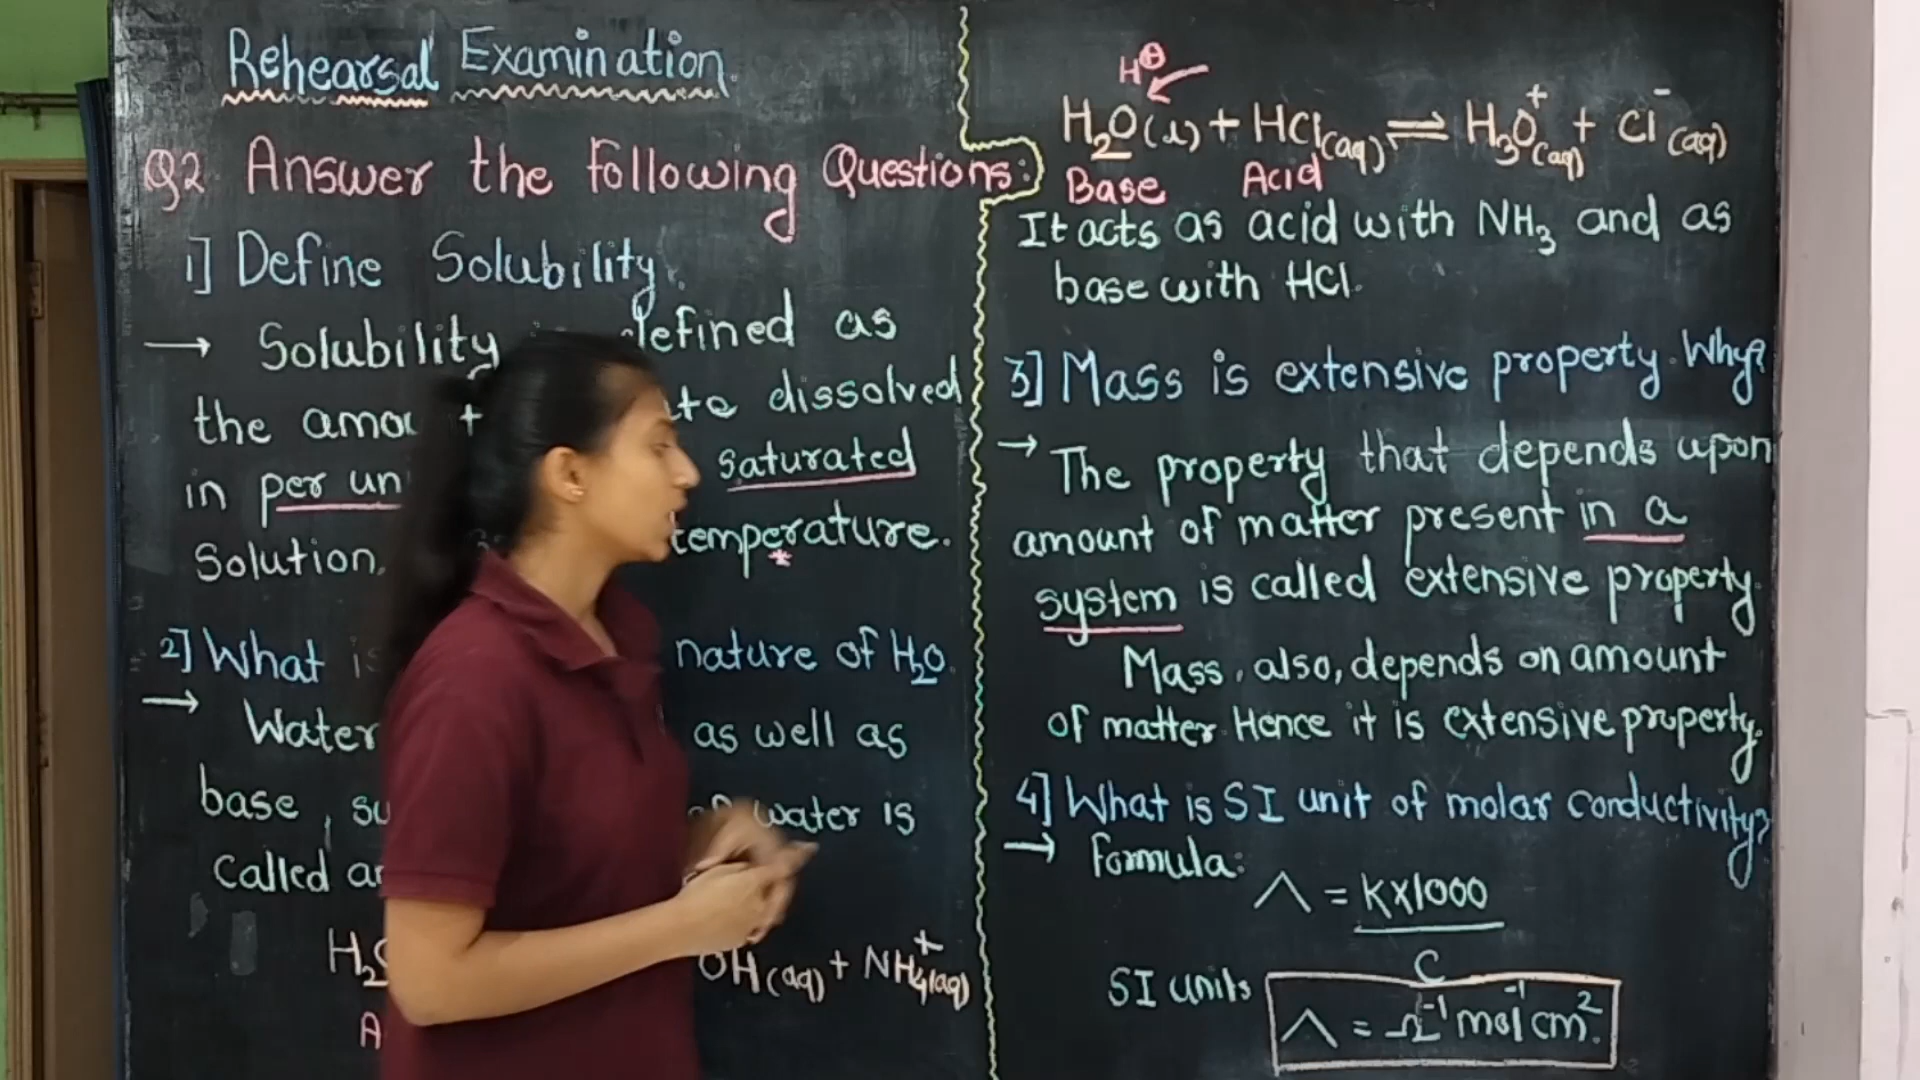 Rehearsal Examination.
Q2. Answer the following Questions:
1] Define Solubility.
→ Solubility defined as
the dissolved
in per saturated
Solution, temperature.
2] What nature of H₂O.
→ Water as well as
base, water is
called
OH(aq) + NH₄⁺(aq)
H⊕
H₂O(l) + HCl(aq) ⇌ H₃O⁺(aq) + Cl⁻(aq)
Base Acid
It acts as acid with NH₃ and as
base with HCl.
3] Mass is extensive property. Why?
→ The property that depends upon
amount of matter present in a
system is called extensive property.
Mass, also, depends on amount
of matter. Hence it is extensive property.
4] What is SI unit of molar conductivity?
→ Formula:
Λ = K×1000
C
SI units
Λ = Ω⁻¹ mol⁻¹ cm².